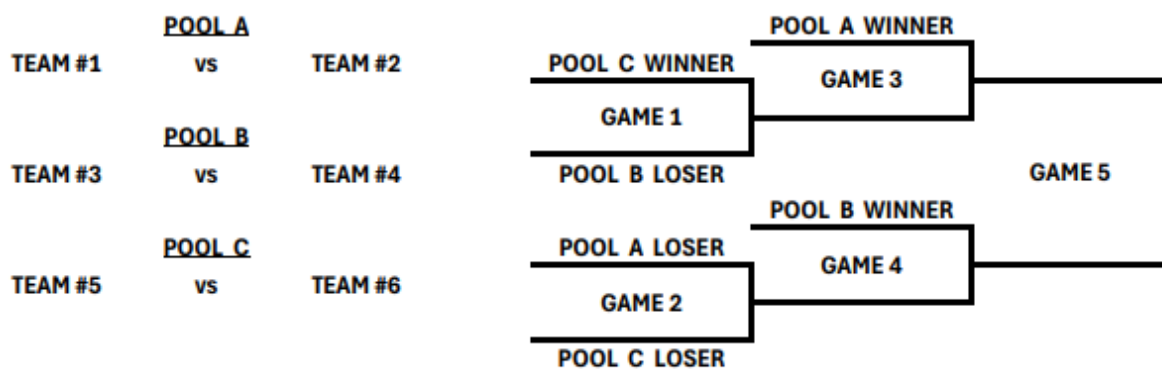 POOL A
TEAM #1 vs TEAM #2
POOL B
TEAM #3 vs TEAM #4
POOL C
TEAM #5 vs TEAM #6
POOL A WINNER
POOL C WINNER
GAME 3
GAME 1
POOL B LOSER
GAME 5
POOL B WINNER
POOL A LOSER
GAME 4
GAME 2
POOL C LOSER